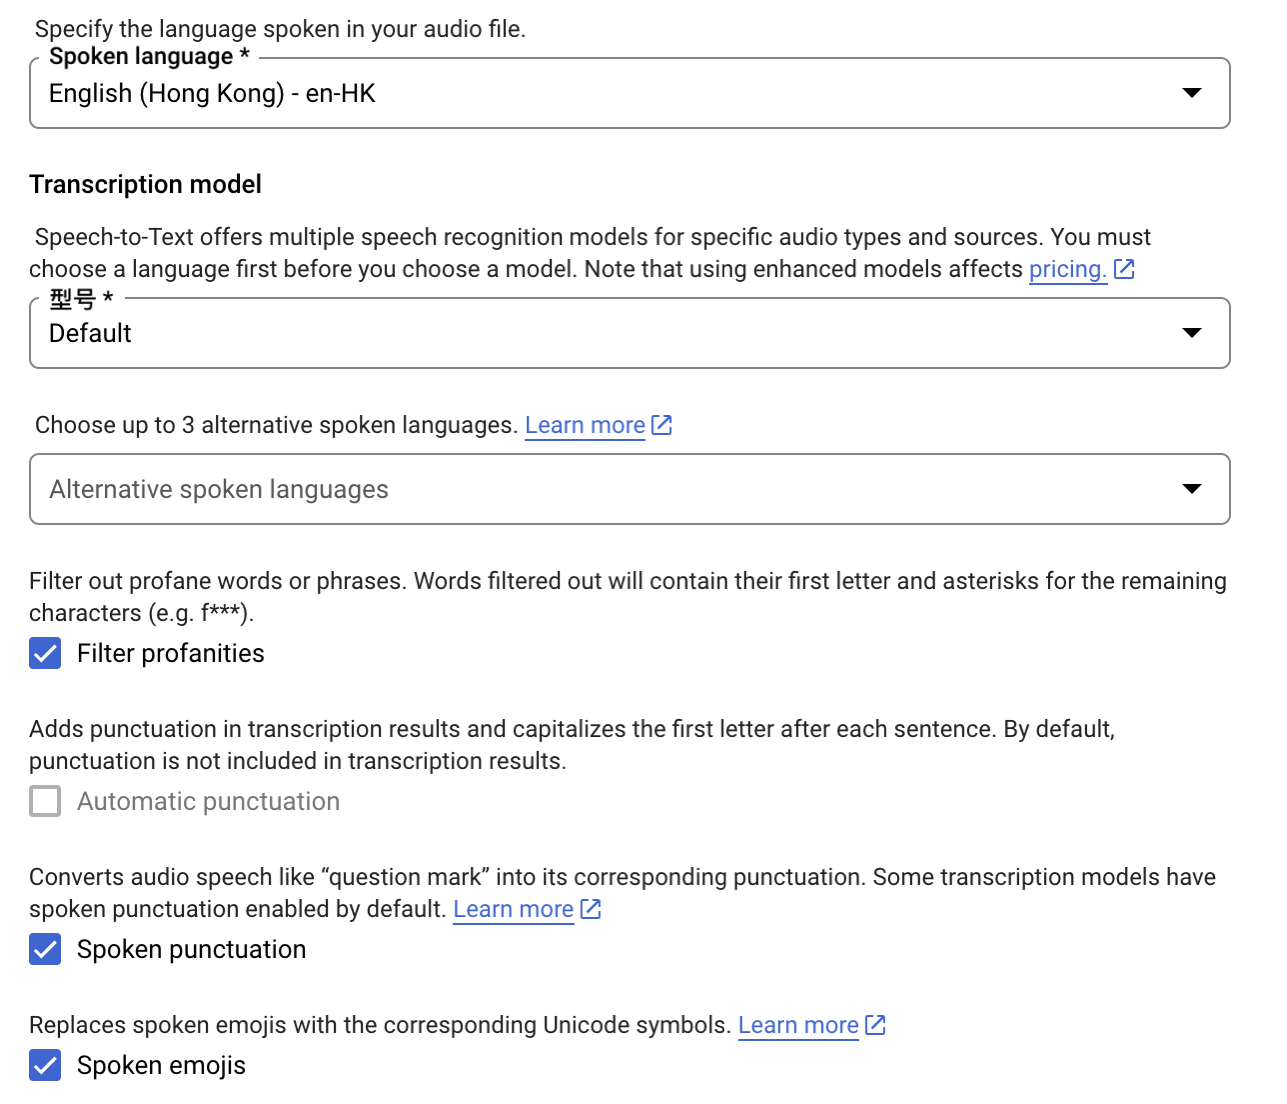 Specify the language spoken in your audio file.
Spoken language *
English (Hong Kong) - en-HK
Transcription model
Speech-to-Text offers multiple speech recognition models for specific audio types and sources. You must
choose a language first before you choose a model. Note that using enhanced models affects pricing.
型号 *
Default
Choose up to 3 alternative spoken languages. Learn more
Alternative spoken languages
Filter out profane words or phrases. Words filtered out will contain their first letter and asterisks for the remaining
characters (e.g. f***).
Filter profanities
Adds punctuation in transcription results and capitalizes the first letter after each sentence. By default,
punctuation is not included in transcription results.
Automatic punctuation
Converts audio speech like “question mark” into its corresponding punctuation. Some transcription models have
spoken punctuation enabled by default. Learn more
Spoken punctuation
Replaces spoken emojis with the corresponding Unicode symbols. Learn more
Spoken emojis